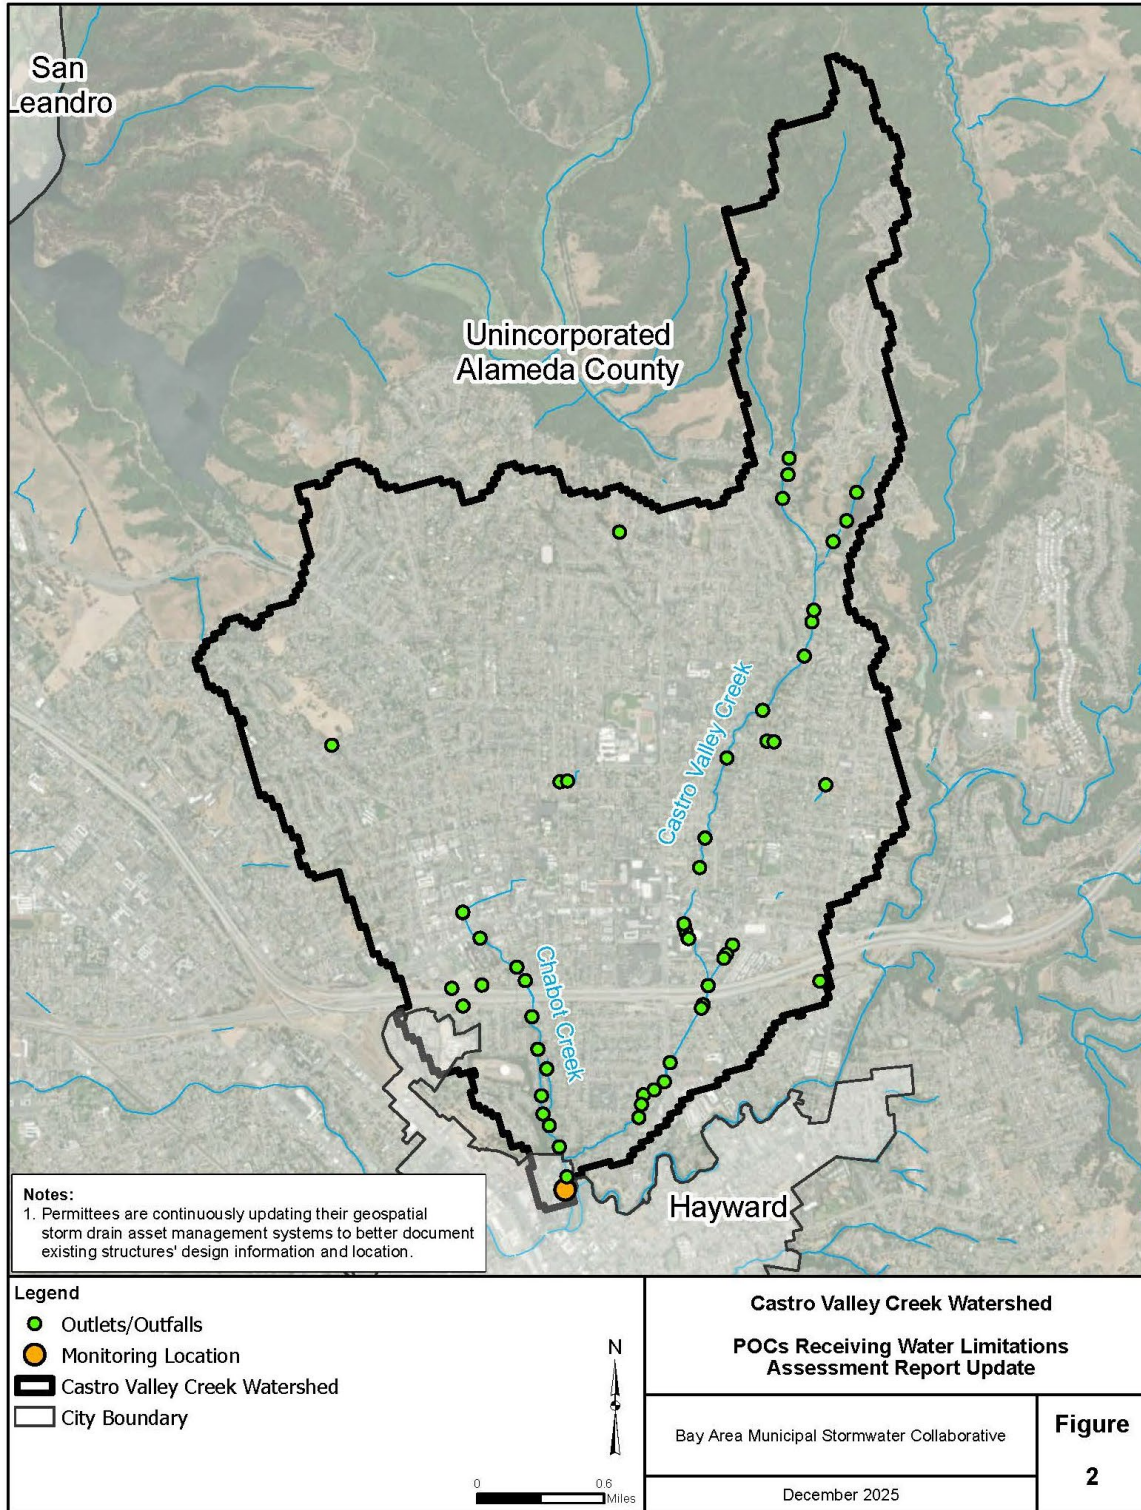 San
Leandro
Unincorporated
Alameda County
Castro Valley Creek
Chabot Creek
Hayward
Notes:
1. Permittees are continuously updating their geospatial
storm drain asset management systems to better document
existing structures' design information and location.
Legend
Outlets/Outfalls
Monitoring Location
Castro Valley Creek Watershed
City Boundary
N
0 0.6
Miles
Castro Valley Creek Watershed
POCs Receiving Water Limitations
Assessment Report Update
Bay Area Municipal Stormwater Collaborative
December 2025
Figure
2